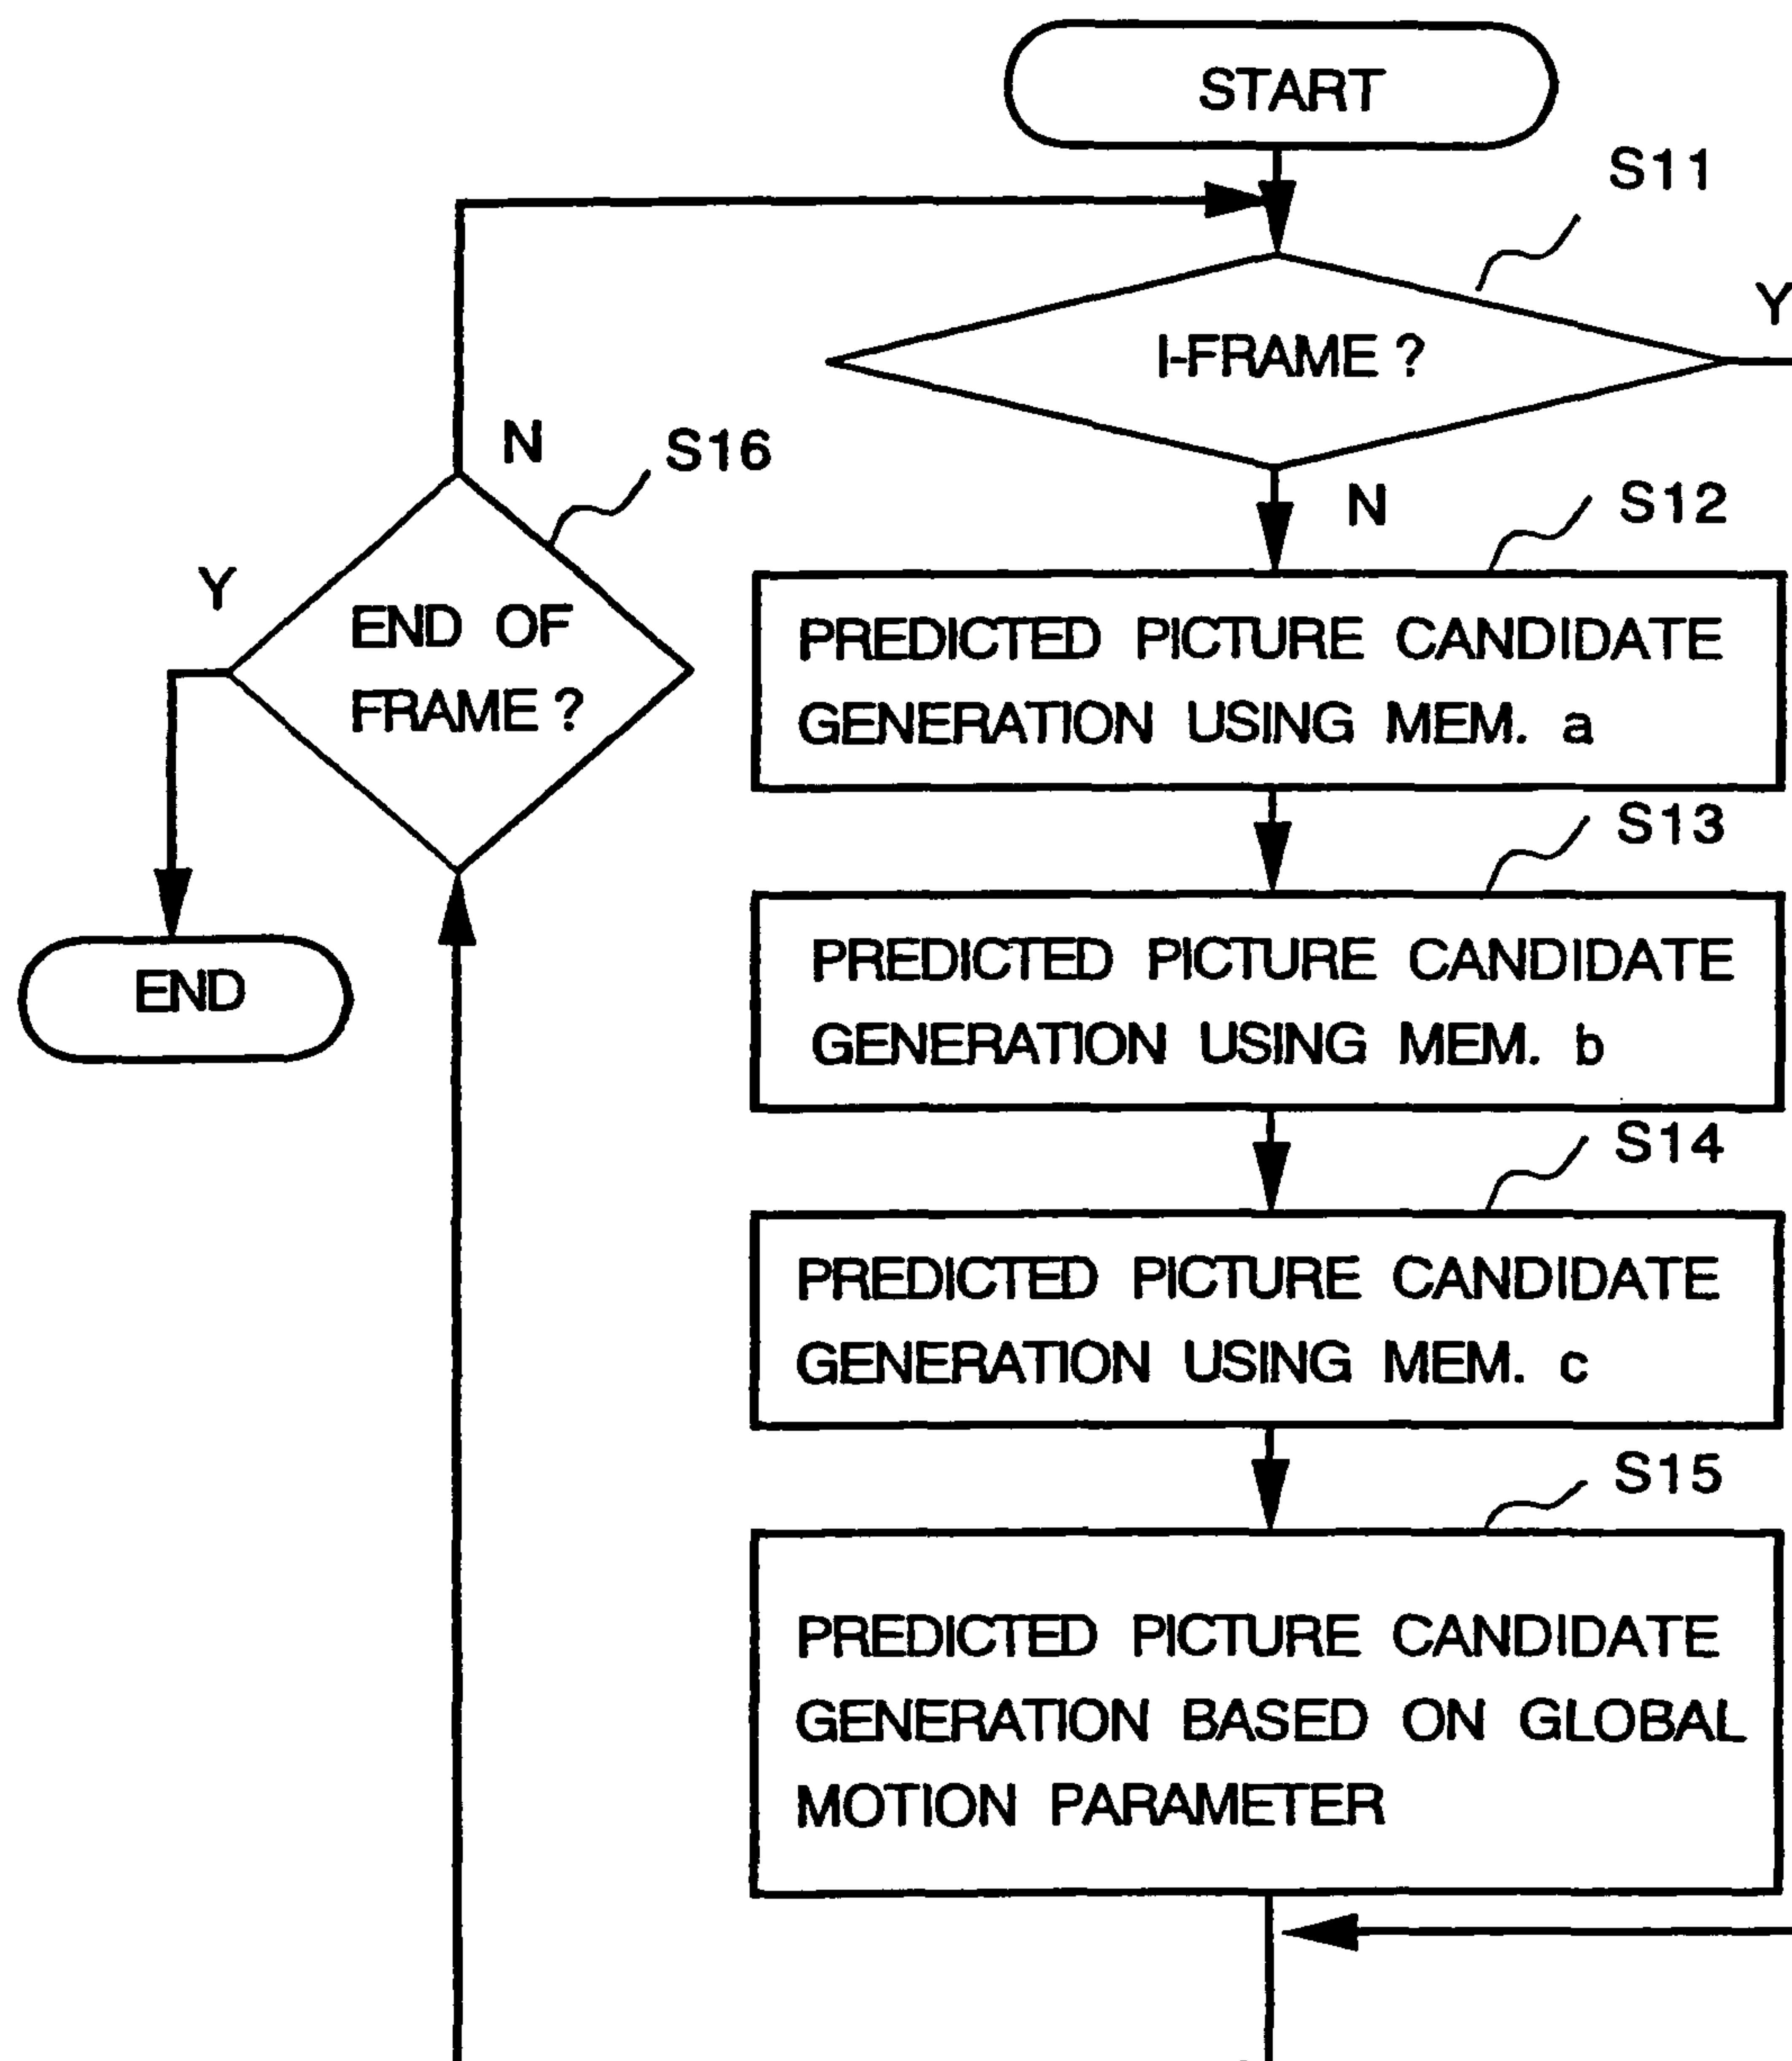 START
S11
I-FRAME ?
Y
N
S12
PREDICTED PICTURE CANDIDATE
GENERATION USING MEM. a
S13
PREDICTED PICTURE CANDIDATE
GENERATION USING MEM. b
S14
PREDICTED PICTURE CANDIDATE
GENERATION USING MEM. c
S15
PREDICTED PICTURE CANDIDATE
GENERATION BASED ON GLOBAL
MOTION PARAMETER
N
S16
Y
END OF
FRAME ?
END